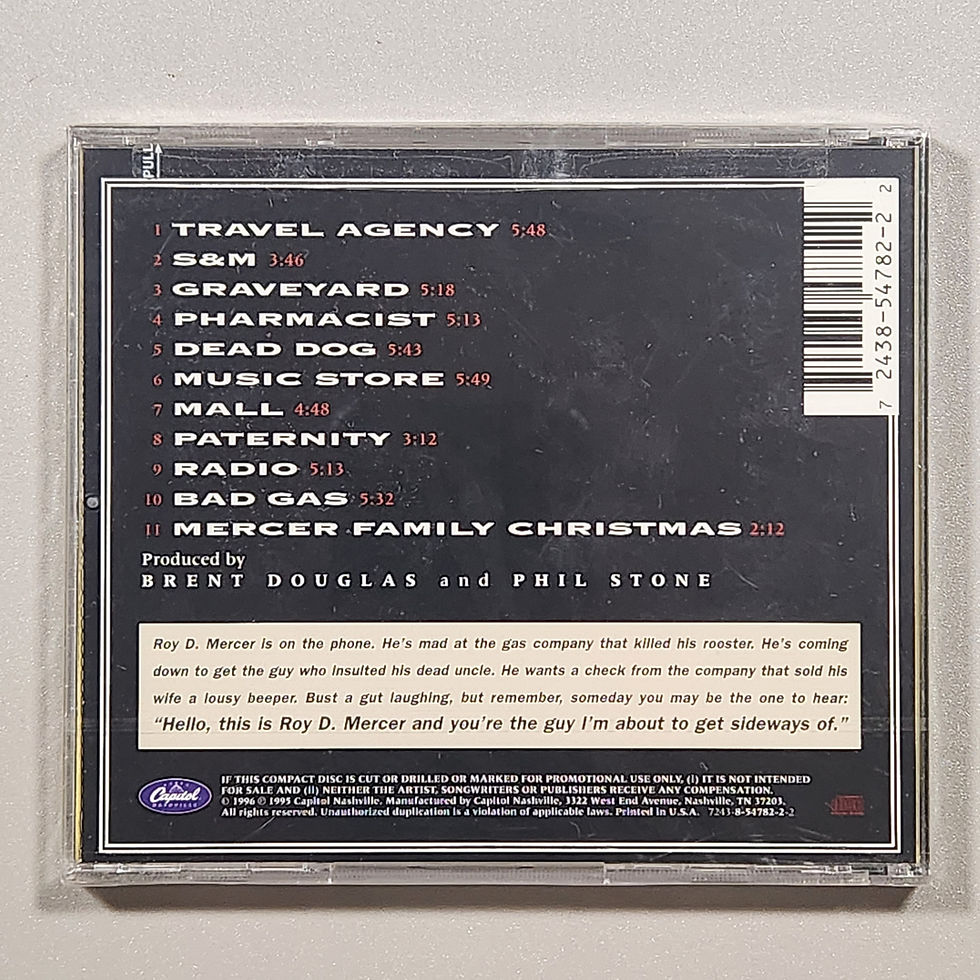 PULL
1 TRAVEL AGENCY 5:48
2 S&M 3:46
3 GRAVEYARD 5:18
4 PHARMACIST 5:13
5 DEAD DOG 5:43
6 MUSIC STORE 5:49
7 MALL 4:48
8 PATERNITY 3:12
9 RADIO 5:13
10 BAD GAS 5:32
11 MERCER FAMILY CHRISTMAS 2:12
7 2438-54782-2 2
Produced by
BRENT DOUGLAS and PHIL STONE
Roy D. Mercer is on the phone. He's mad at the gas company that killed his rooster. He's coming
down to get the guy who insulted his dead uncle. He wants a check from the company that sold his
wife a lousy beeper. Bust a gut laughing, but remember, someday you may be the one to hear:
“Hello, this is Roy D. Mercer and you're the guy I'm about to get sideways of.”
Capitol
NASHVILLE
IF THIS COMPACT DISC IS CUT OR DRILLED OR MARKED FOR PROMOTIONAL USE ONLY, (i) IT IS NOT INTENDED
FOR SALE AND (ii) NEITHER THE ARTIST, SONGWRITERS OR PUBLISHERS RECEIVE ANY COMPENSATION.
© 1996 ℗ 1995 Capitol Nashville. Manufactured by Capitol Nashville, 3322 West End Avenue, Nashville, TN 37203.
All rights reserved. Unauthorized duplication is a violation of applicable laws. Printed in U.S.A. 7243-8-54782-2-2